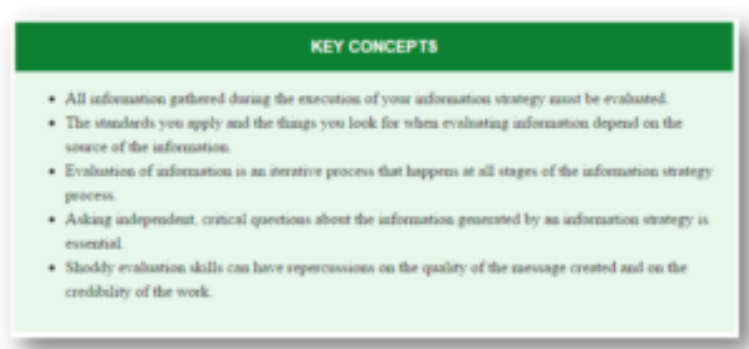 KEY CONCEPTS
• All information gathered during the execution of your information strategy must be evaluated.
• The standards you apply and the things you look for when evaluating information depend on the
source of the information.
• Evaluation of information is an iterative process that happens at all stages of the information strategy
process.
• Asking independent, critical questions about the information generated by an information strategy is
essential.
• Shoddy evaluation skills can have repercussions on the quality of the message created and on the
credibility of the work.